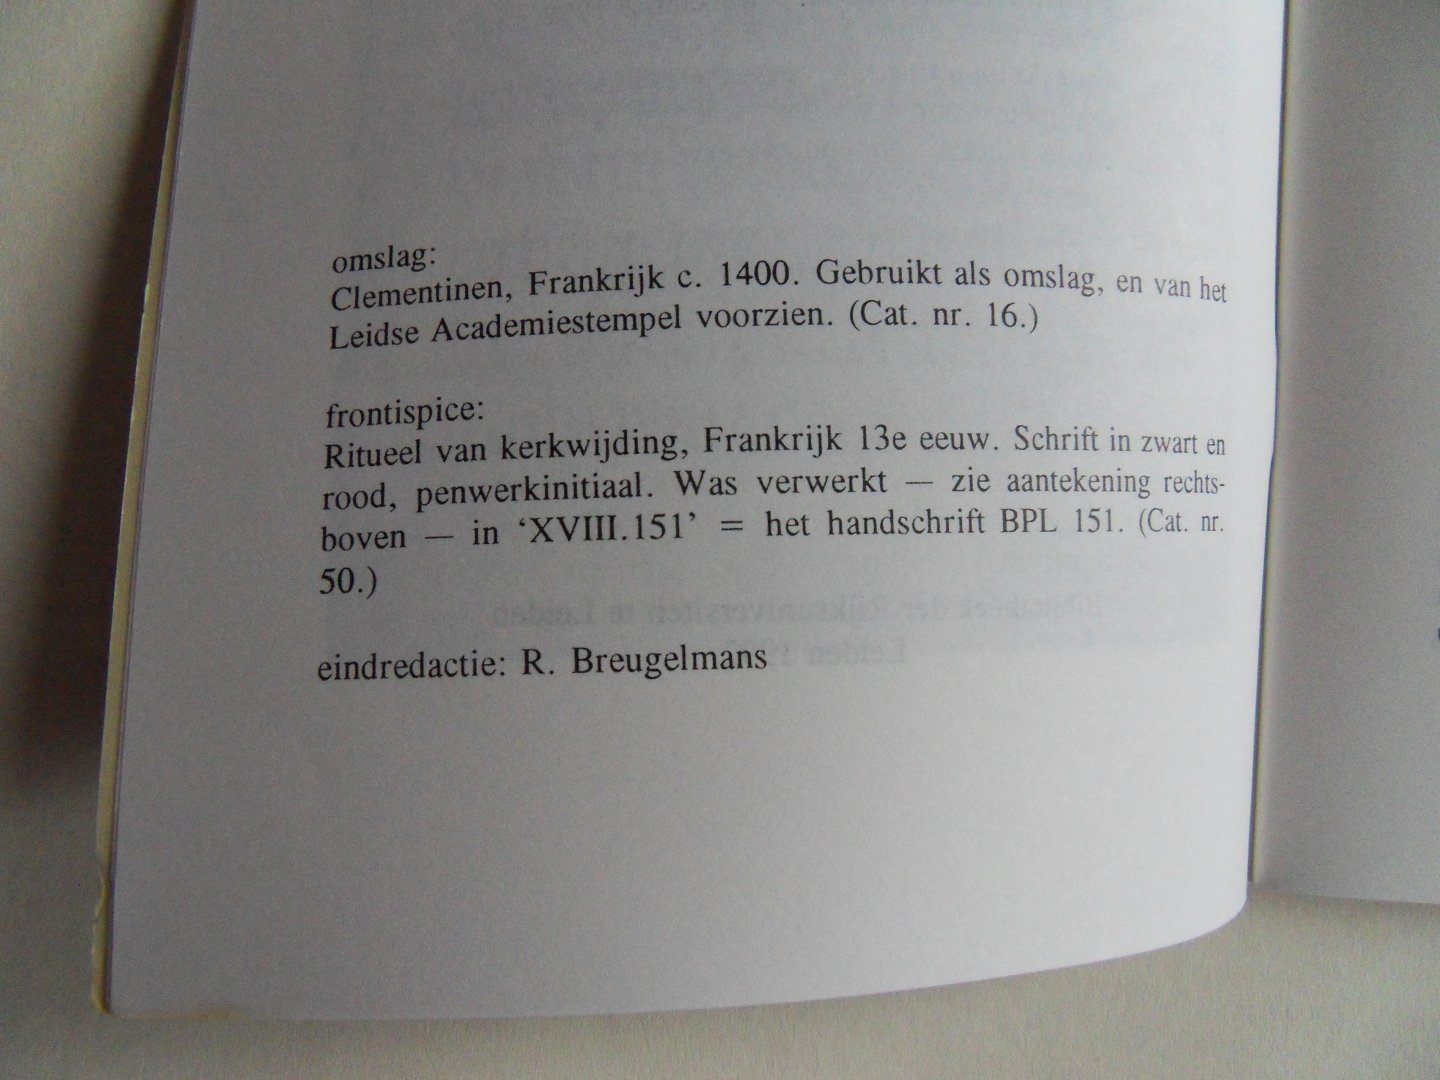 omslag:
Clementinen, Frankrijk c. 1400. Gebruikt als omslag, en van het
Leidse Academiestempel voorzien. (Cat. nr. 16.)
frontispice:
Ritueel van kerkwijding, Frankrijk 13e eeuw. Schrift in zwart en
rood, penwerkinitiaal. Was verwerkt — zie aantekening rechts-
boven — in ‘XVIII.151’ = het handschrift BPL 151. (Cat. nr.
50.)
eindredactie: R. Breugelmans